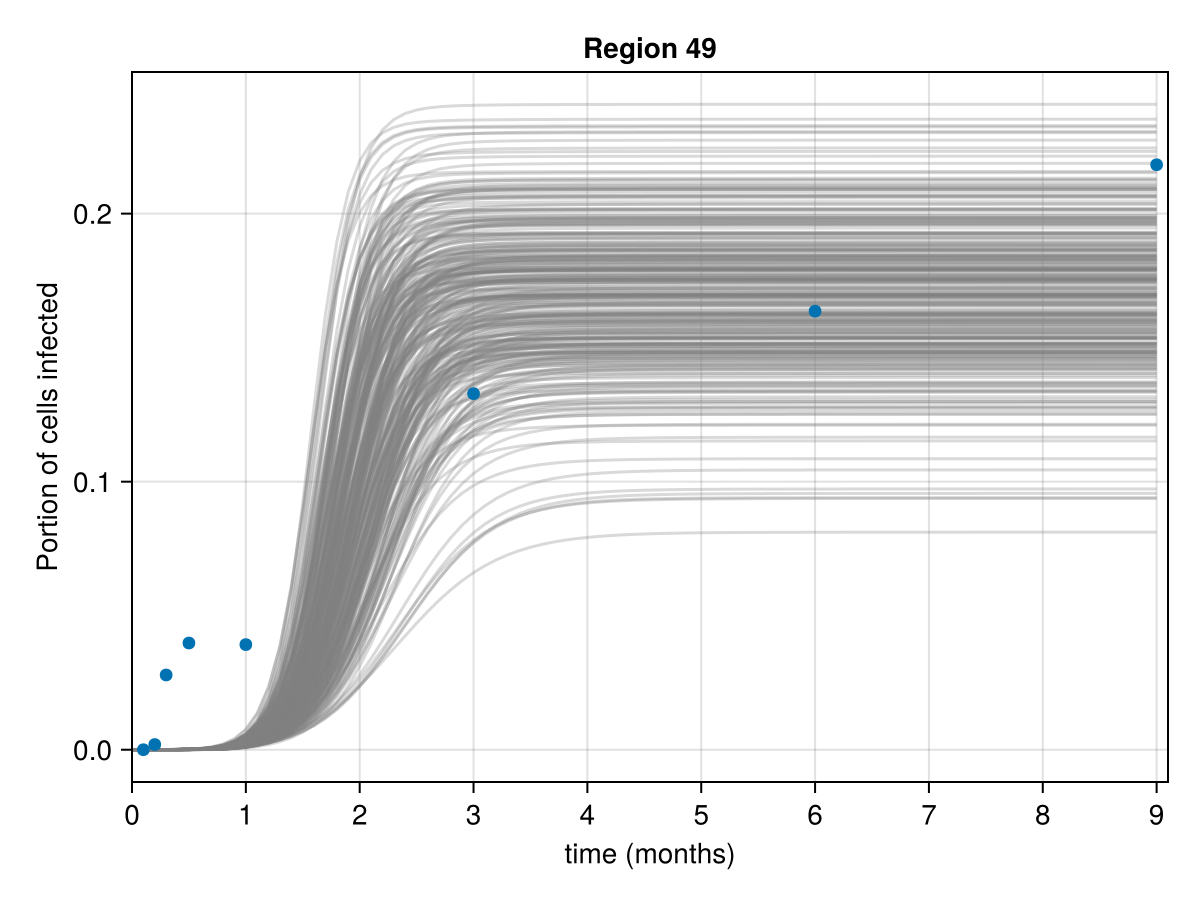 Region 49
Portion of cells infected
0.2
0.1
0.0
0 1 2 3 4 5 6 7 8 9
time (months)